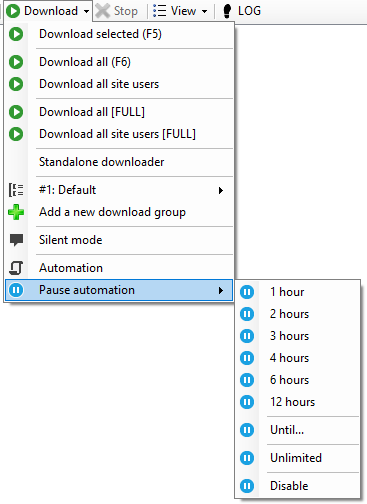 Download Stop View LOG
Download selected (F5)
Download all (F6)
Download all site users
Download all [FULL]
Download all site users [FULL]
Standalone downloader
#1: Default
Add a new download group
Silent mode
Automation
Pause automation
1 hour
2 hours
3 hours
4 hours
6 hours
12 hours
Until...
Unlimited
Disable